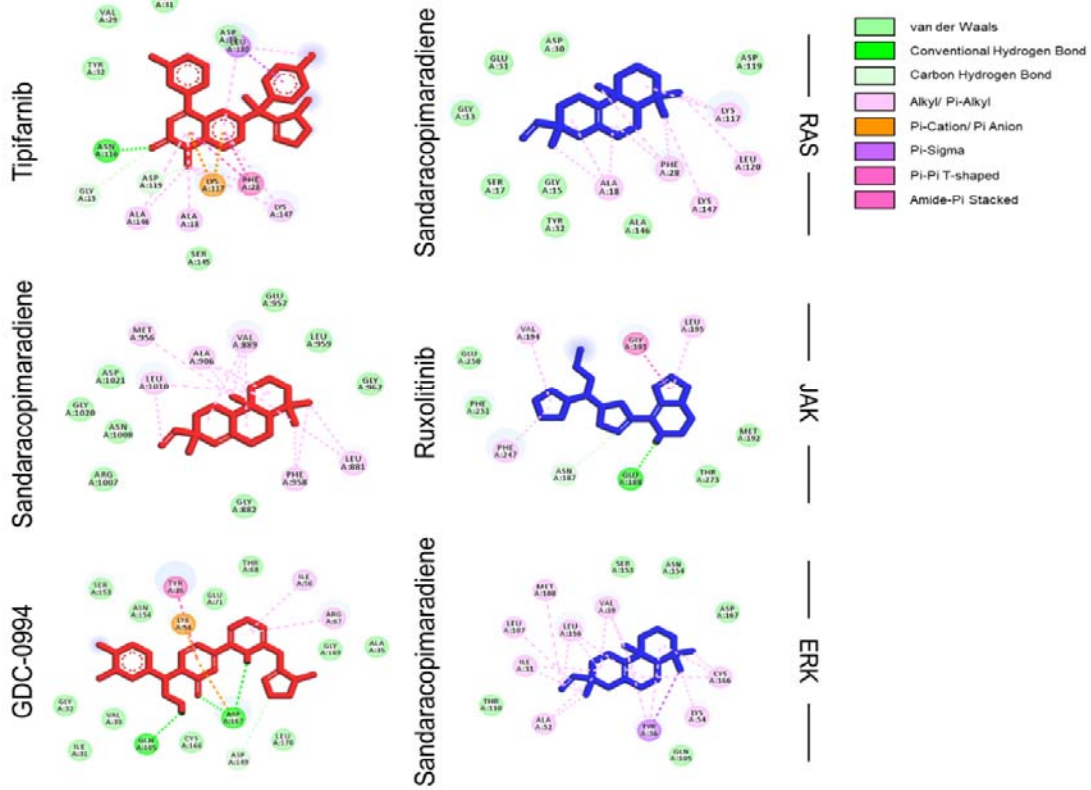 A:31
VAL
A:29
TYR
A:32
ASP
LEU
ASN
A:116
GLY
A:15
ASP
A:119
ALA
A:146
ALA
A:18
LYS
A:117
PHE
A:28
LYS
A:147
SER
A:145
Tipifarnib
Sandaracopimaradiene
GLU
A:31
ASP
A:30
ASP
A:119
GLY
A:13
LYS
A:117
LEU
A:120
SER
A:17
GLY
A:15
ALA
A:18
PHE
A:28
LYS
A:147
TYR
A:32
ALA
A:146
RAS
van der Waals
Conventional Hydrogen Bond
Carbon Hydrogen Bond
Alkyl/ Pi-Alkyl
Pi-Cation/ Pi Anion
Pi-Sigma
Pi-Pi T-shaped
Amide-Pi Stacked
Sandaracopimaradiene
GLU
A:957
MET
A:956
ALA
A:906
VAL
A:889
LEU
A:959
ASP
A:1021
LEU
A:1010
GLY
A:962
GLY
A:1020
ASN
A:1008
ARG
A:1007
LEU
A:881
PHE
A:958
GLY
A:882
Ruxolitinib
VAL
A:194
GLY
LEU
A:195
GLU
A:250
PHE
A:251
PHE
A:247
ASN
A:187
GLU
A:188
MET
A:192
THR
A:273
JAK
GDC-0994
SER
A:153
ASN
A:154
TYR
A:36
LYS
A:54
GLU
A:71
THR
A:68
ILE
A:56
ARG
A:67
GLY
A:169
ALA
A:35
GLY
A:32
VAL
A:39
ILE
A:31
GLN
A:105
CYS
A:166
ASP
A:167
ASP
A:149
LEU
A:170
Sandaracopimaradiene
SER
A:153
ASN
A:154
MET
A:108
VAL
A:39
ASP
A:167
LEU
A:107
LEU
A:156
ILE
A:31
CYS
A:166
THR
A:110
ALA
A:52
TYR
A:36
LYS
A:54
GLN
A:105
ERK